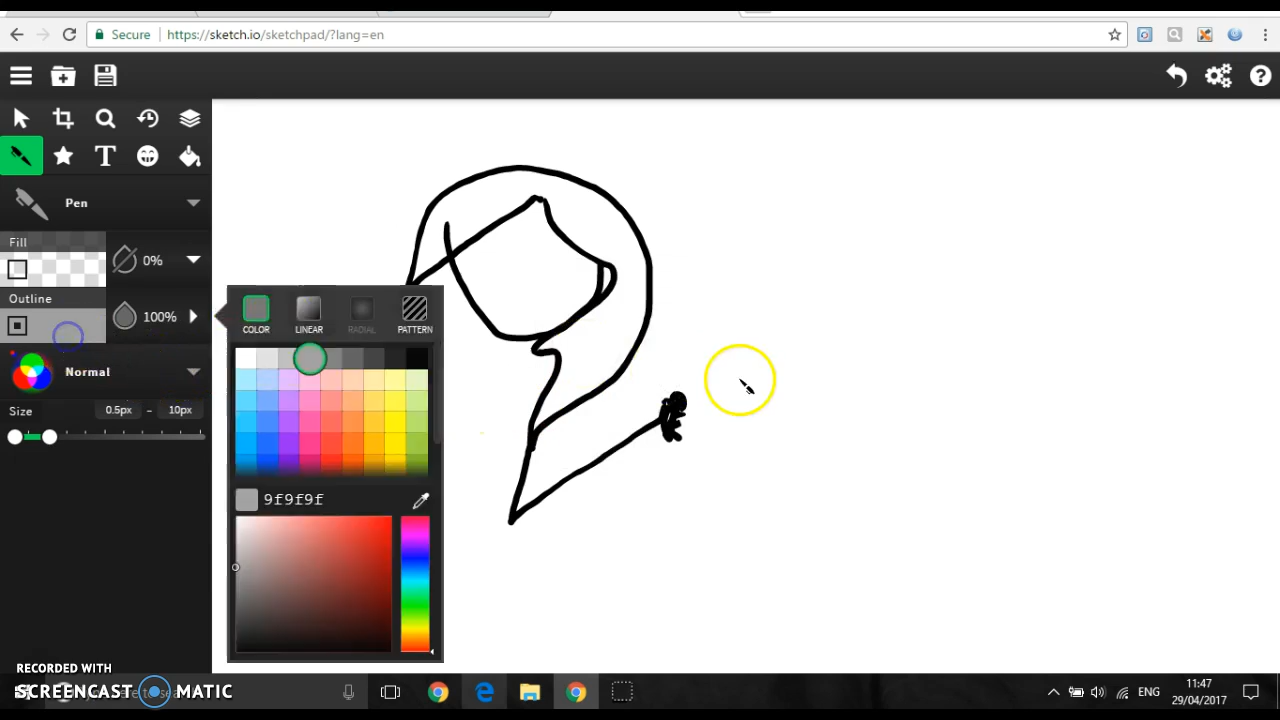 Secure https://sketch.io/sketchpad/?lang=en
T
Pen
Fill
0%
Outline
100%
COLOR LINEAR RADIAL PATTERN
Normal
Size 0.5px - 10px
9f9f9f
RECORDED WITH
SCREENCAST MATIC
ENG
11:47
29/04/2017